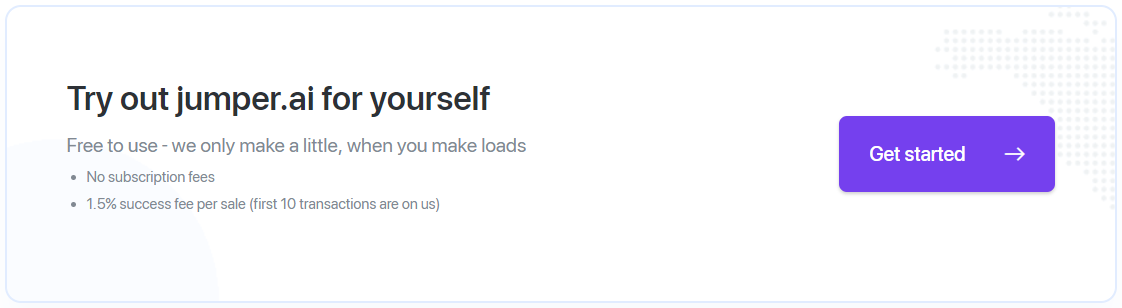 Try out jumper.ai for yourself
Free to use - we only make a little, when you make loads
• No subscription fees
• 1.5% success fee per sale (first 10 transactions are on us)
Get started →